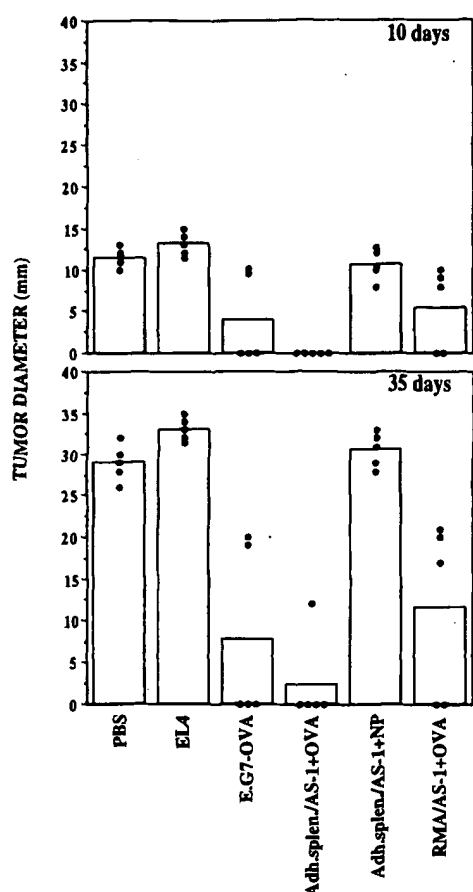 40
10 days
35
30
25
20
15
10
5
0
40
35 days
35
30
25
20
15
10
5
0
TUMOR DIAMETER (mm)
PBS
EL4
E.G7-OVA
Adh.splen./AS-1+OVA
Adh.splen./AS-1+NP
RMA/AS-1+OVA